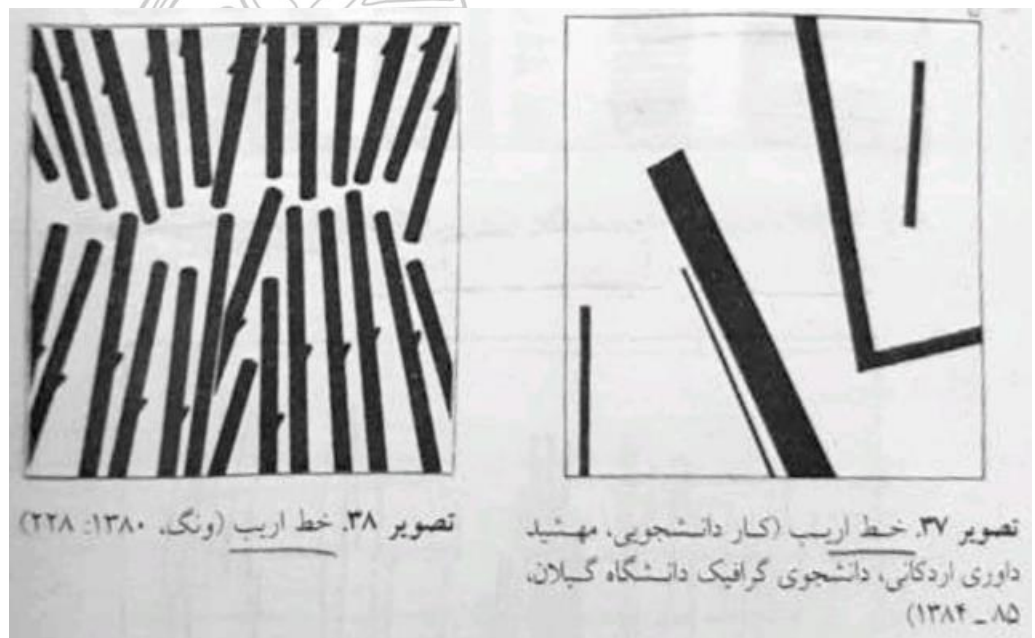 تصویر ۳۷. خط اریب (کار دانشجویی، مهشید
داوری اردکانی، دانشجوی گرافیک دانشگاه گیلان،
۸۵ ـ ۱۳۸۴)
تصویر ۳۸. خط اریب (ونگ، ۱۳۸۰: ۲۲۸)